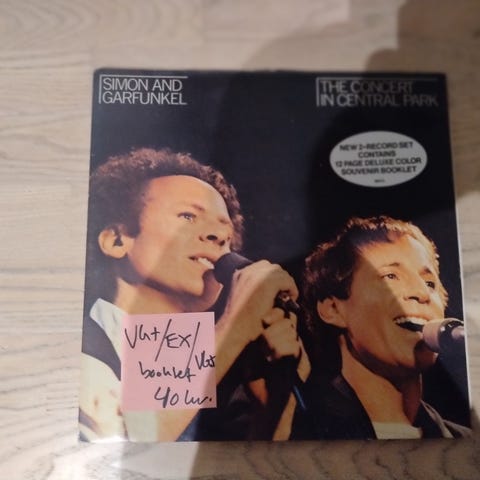 SIMON AND
GARFUNKEL
THE CONCERT
IN CENTRAL PARK
NEW 2-RECORD SET
CONTAINS
12 PAGE DELUXE COLOR
SOUVENIR BOOKLET
VG+/EX/VG+
booklet
40 kr.